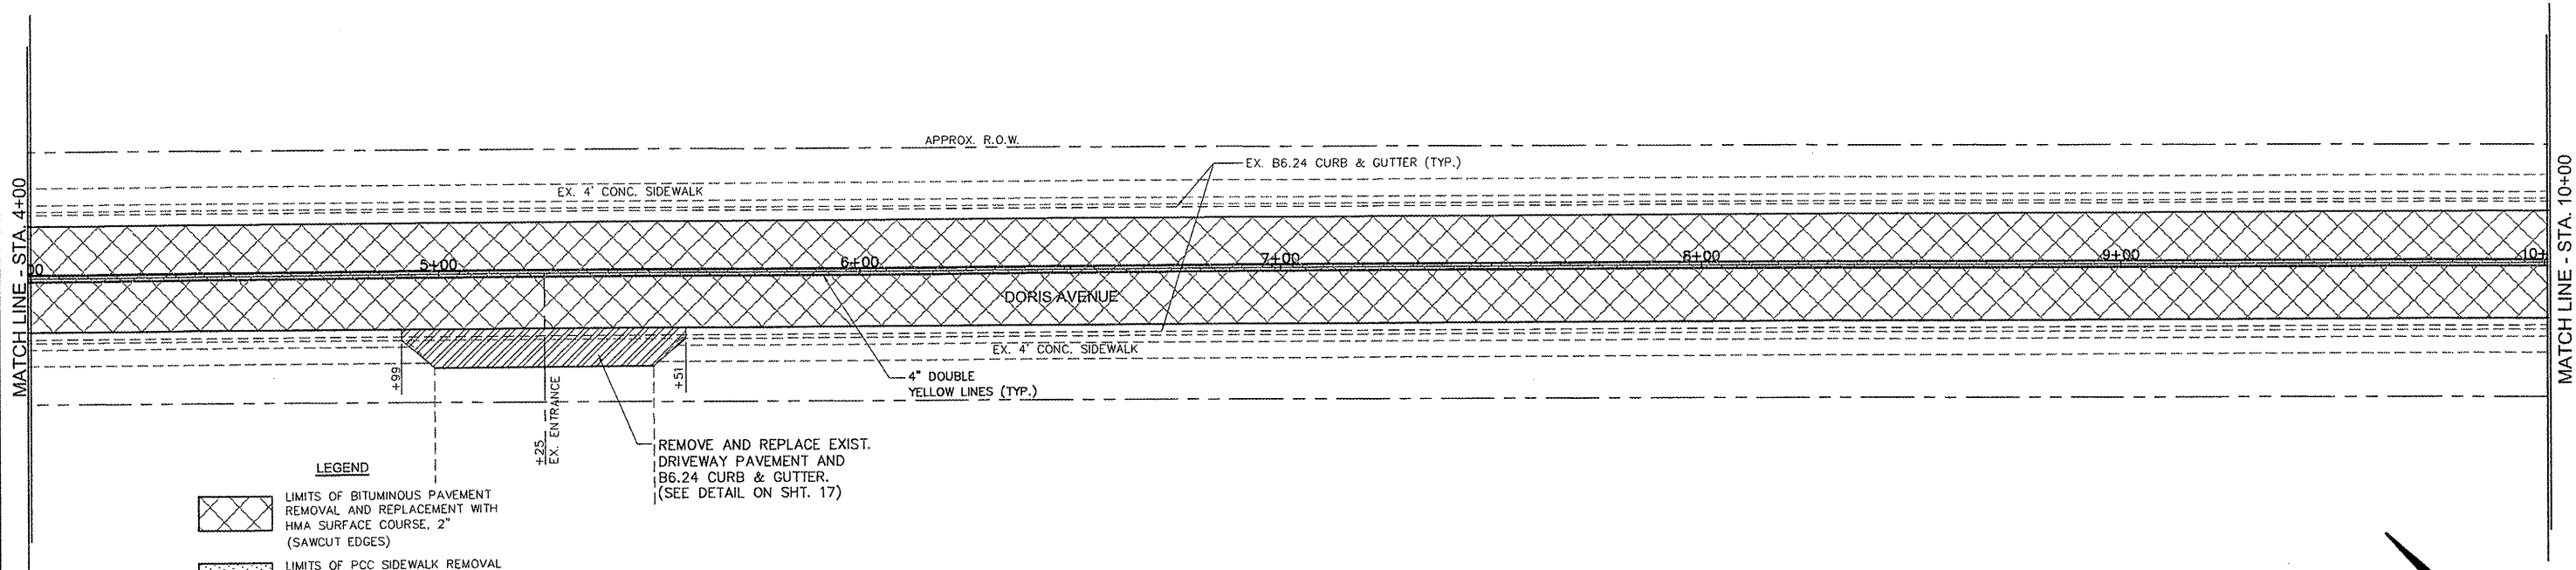 APPROX. R.O.W.
EX. B6.24 CURB & GUTTER (TYP.)
EX. 4' CONC. SIDEWALK
MATCH LINE - STA. 4+00
MATCH LINE - STA. 10+00
00
5+00
6+00
7+00
8+00
9+00
10+
DORIS AVENUE
EX. 4' CONC. SIDEWALK
+99
+51
4" DOUBLE
YELLOW LINES (TYP.)
+25
EX. ENTRANCE
REMOVE AND REPLACE EXIST.
DRIVEWAY PAVEMENT AND
B6.24 CURB & GUTTER.
(SEE DETAIL ON SHT. 17)
LEGEND
LIMITS OF BITUMINOUS PAVEMENT
REMOVAL AND REPLACEMENT WITH
HMA SURFACE COURSE, 2"
(SAWCUT EDGES)
LIMITS OF PCC SIDEWALK REMOVAL